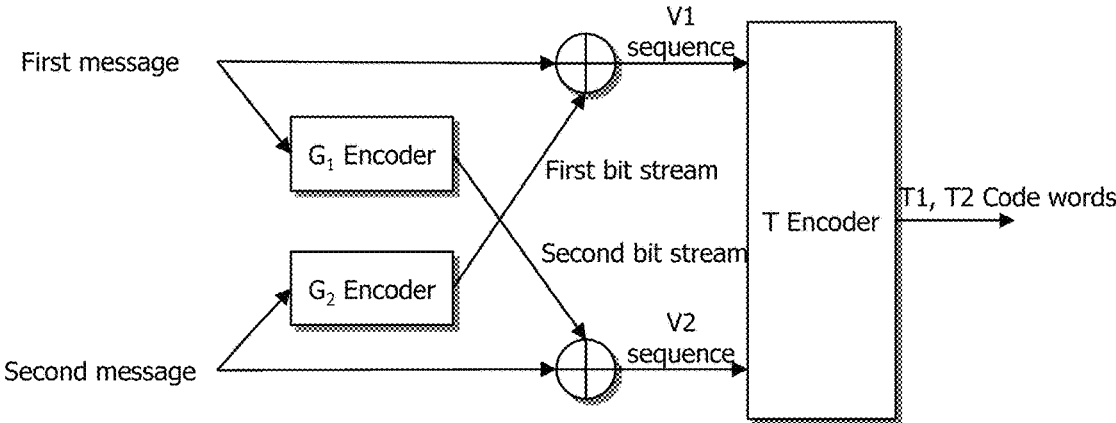 V1
sequence
First message
G₁ Encoder
First bit stream
T1, T2 Code words
T Encoder
Second bit stream
G₂ Encoder
V2
sequence
Second message